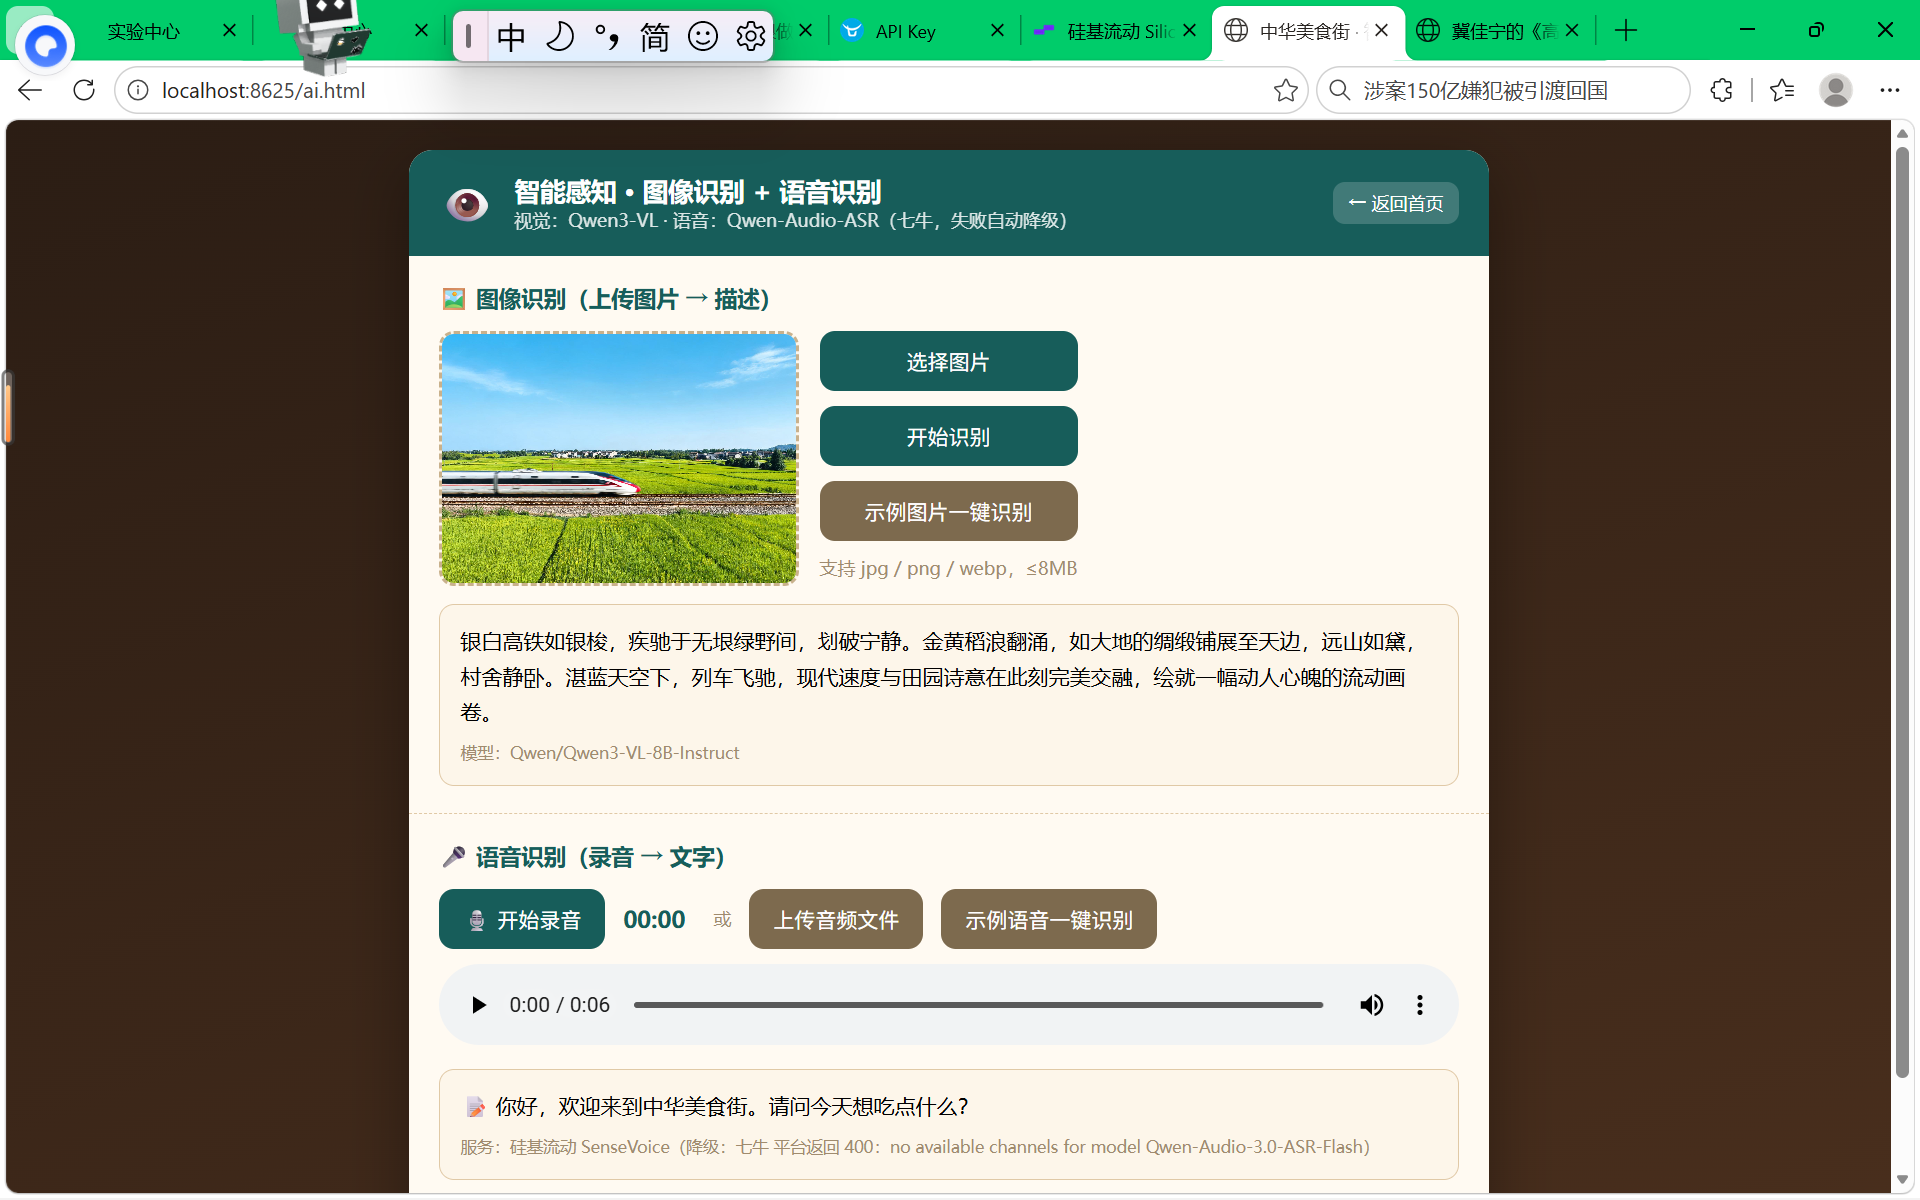 实验中心
API Key
硅基流动 Silic
中华美食街 ·
冀佳宁的《高
中
简
localhost:8625/ai.html
涉案150亿嫌犯被引渡回国
智能感知 · 图像识别 + 语音识别
视觉：Qwen3-VL · 语音：Qwen-Audio-ASR（七牛，失败自动降级）
← 返回首页
图像识别（上传图片 → 描述）
选择图片
开始识别
示例图片一键识别
支持 jpg / png / webp，≤8MB
银白高铁如银梭，疾驰于无垠绿野间，划破宁静。金黄稻浪翻涌，如大地的绸缎铺展至天边，远山如黛，
村舍静卧。湛蓝天空下，列车飞驰，现代速度与田园诗意在此刻完美交融，绘就一幅动人心魄的流动画
卷。
模型：Qwen/Qwen3-VL-8B-Instruct
语音识别（录音 → 文字）
开始录音
00:00
或
上传音频文件
示例语音一键识别
0:00 / 0:06
你好，欢迎来到中华美食街。请问今天想吃点什么？
服务：硅基流动 SenseVoice（降级：七牛 平台返回 400：no available channels for model Qwen-Audio-3.0-ASR-Flash）